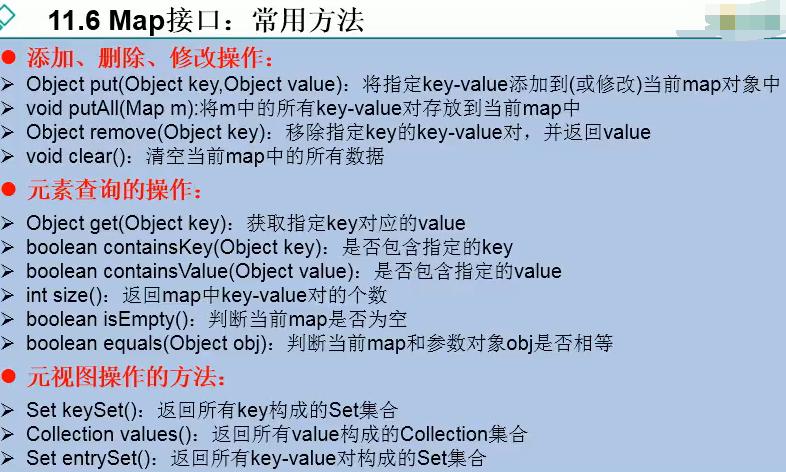 11.6 Map接口：常用方法
添加、删除、修改操作：
Object put(Object key,Object value)：将指定key-value添加到(或修改)当前map对象中
void putAll(Map m):将m中的所有key-value对存放到当前map中
Object remove(Object key)：移除指定key的key-value对，并返回value
void clear()：清空当前map中的所有数据
元素查询的操作：
Object get(Object key)：获取指定key对应的value
boolean containsKey(Object key)：是否包含指定的key
boolean containsValue(Object value)：是否包含指定的value
int size()：返回map中key-value对的个数
boolean isEmpty()：判断当前map是否为空
boolean equals(Object obj)：判断当前map和参数对象obj是否相等
元视图操作的方法：
Set keySet()：返回所有key构成的Set集合
Collection values()：返回所有value构成的Collection集合
Set entrySet()：返回所有key-value对构成的Set集合